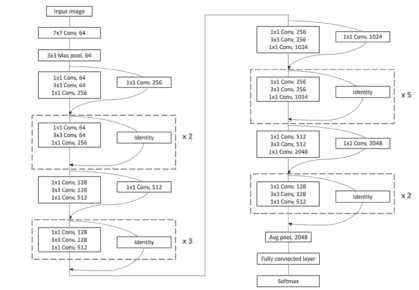 Input image
7x7 Conv, 64
3x3 Max pool, 64
1x1 Conv, 64
3x3 Conv, 64
1x1 Conv, 256
1x1 Conv, 256
1x1 Conv, 64
3x3 Conv, 64
1x1 Conv, 256
Identity
x 2
1x1 Conv, 128
3x3 Conv, 128
1x1 Conv, 512
1x1 Conv, 512
1x1 Conv, 128
3x3 Conv, 128
1x1 Conv, 512
Identity
x 3
1x1 Conv, 256
3x3 Conv, 256
1x1 Conv, 1024
1x1 Conv, 1024
1x1 Conv, 256
3x3 Conv, 256
1x1 Conv, 1024
Identity
x 5
1x1 Conv, 512
3x3 Conv, 512
1x1 Conv, 2048
1x1 Conv, 2048
1x1 Conv, 128
3x3 Conv, 128
1x1 Conv, 512
Identity
x 2
Avg pool, 2048
Fully connected layer
Softmax